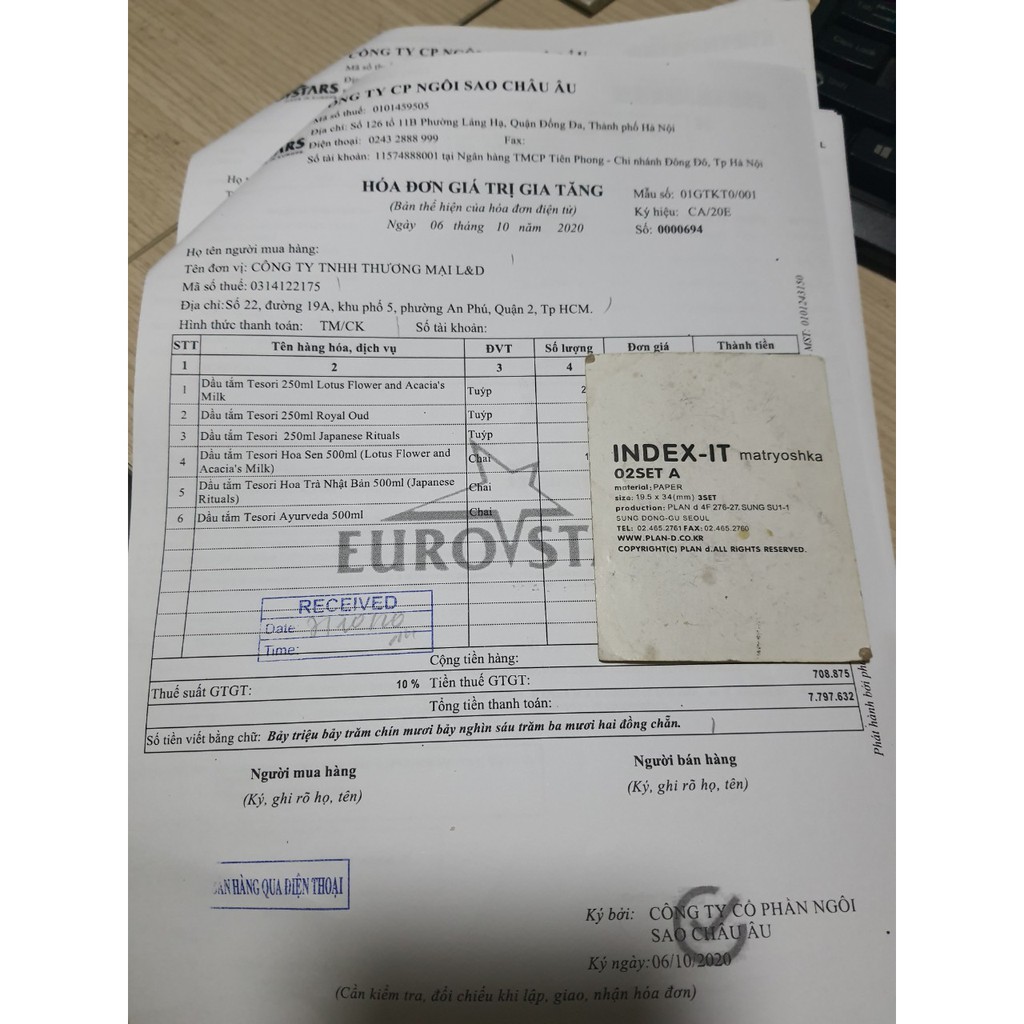 CÔNG TY CP
STARS
CÔNG TY CP NGÔI SAO CHÂU ÂU
Mã số thuế: 0101459505
Địa chỉ: Số 126 tổ 11B Phường Láng Hạ, Quận Đống Đa, Thành phố Hà Nội
ARS Điện thoại: 0243 2888 999 Fax:
Số tài khoản: 11574888001 tại Ngân hàng TMCP Tiên Phong - Chi nhánh Đông Đô, Tp Hà Nội
HÓA ĐƠN GIÁ TRỊ GIA TĂNG
Mẫu số: 01GTKT0/001
(Bản thể hiện của hóa đơn điện tử)
Ký hiệu: CA/20E
Ngày 06 tháng 10 năm 2020
Số: 0000694
Họ tên người mua hàng:
Tên đơn vị: CÔNG TY TNHH THƯƠNG MẠI L&D
Mã số thuế: 0314122175
Địa chỉ: Số 22, đường 19A, khu phố 5, phường An Phú, Quận 2, Tp HCM.
Hình thức thanh toán: TM/CK Số tài khoản:
MST: 0101243150
STT Tên hàng hóa, dịch vụ ĐVT Số lượng Đơn giá Thành tiền
1 2 3 4
1 Dầu tắm Tesori 250ml Lotus Flower and Acacia's Milk Tuýp 2
2 Dầu tắm Tesori 250ml Royal Oud Tuýp
3 Dầu tắm Tesori 250ml Japanese Rituals Tuýp
4 Dầu tắm Tesori Hoa Sen 500ml (Lotus Flower and Acacia's Milk) Chai 1
5 Dầu tắm Tesori Hoa Trà Nhật Bản 500ml (Japanese Rituals) Chai
6 Dầu tắm Tesori Ayurveda 500ml Chai
EUROSTA
INDEX-IT matryoshka
02SET A
material: PAPER
size: 19.5 x 34(mm) 3SET
production: PLAN d 4F 276-27, SUNG SU1-1
SUNG DONG-GU SEOUL
TEL: 02.465.2761 FAX: 02.465.2760
WWW.PLAN-D.CO.KR
COPYRIGHT(C) PLAN d.ALL RIGHTS RESERVED.
RECEIVED
Date:
Time:
Cộng tiền hàng:
Thuế suất GTGT: 10 % Tiền thuế GTGT: 708.875
Tổng tiền thanh toán: 7.797.632
Số tiền viết bằng chữ: Bảy triệu bảy trăm chín mươi bảy nghìn sáu trăm ba mươi hai đồng chẵn.
Phát hành bởi
Người mua hàng
Người bán hàng
(Ký, ghi rõ họ, tên)
(Ký, ghi rõ họ, tên)
HÀNG QUA ĐIỆN THOẠI
Ký bởi: CÔNG TY CỔ PHẦN NGÔI
SAO CHÂU ÂU
Ký ngày: 06/10/2020
(Cần kiểm tra, đối chiếu khi lập, giao, nhận hóa đơn)